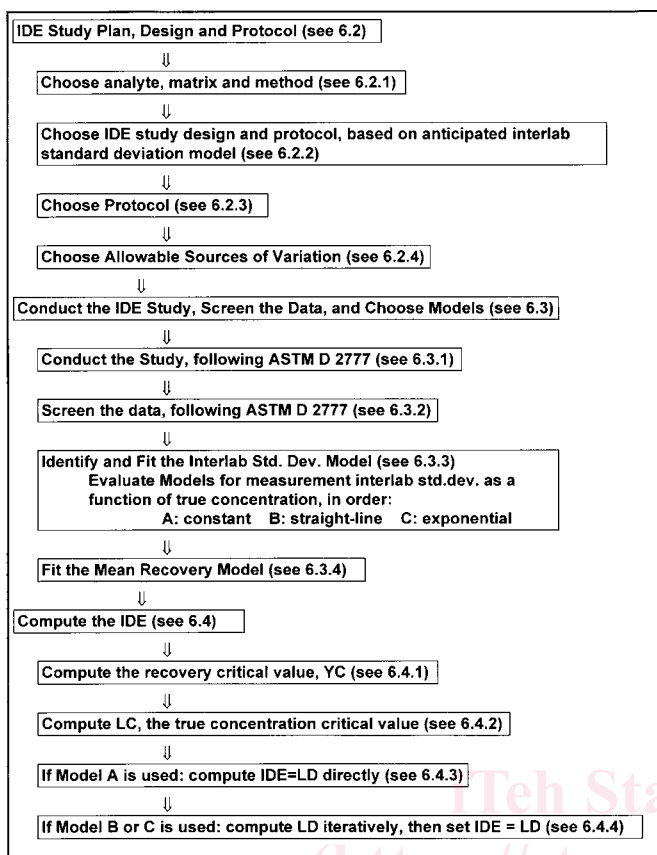 IDE Study Plan, Design and Protocol (see 6.2)
⇓
Choose analyte, matrix and method (see 6.2.1)
⇓
Choose IDE study design and protocol, based on anticipated interlab
standard deviation model (see 6.2.2)
⇓
Choose Protocol (see 6.2.3)
⇓
Choose Allowable Sources of Variation (see 6.2.4)
⇓
Conduct the IDE Study, Screen the Data, and Choose Models (see 6.3)
⇓
Conduct the Study, following ASTM D 2777 (see 6.3.1)
⇓
Screen the data, following ASTM D 2777 (see 6.3.2)
⇓
Identify and Fit the Interlab Std. Dev. Model (see 6.3.3)
Evaluate Models for measurement interlab std.dev. as a
function of true concentration, in order:
A: constant B: straight-line C: exponential
⇓
Fit the Mean Recovery Model (see 6.3.4)
⇓
Compute the IDE (see 6.4)
⇓
Compute the recovery critical value, YC (see 6.4.1)
⇓
Compute LC, the true concentration critical value (see 6.4.2)
⇓
If Model A is used: compute IDE=LD directly (see 6.4.3)
iTeh Sta
⇓
If Model B or C is used: compute LD iteratively, then set IDE = LD (see 6.4.4)